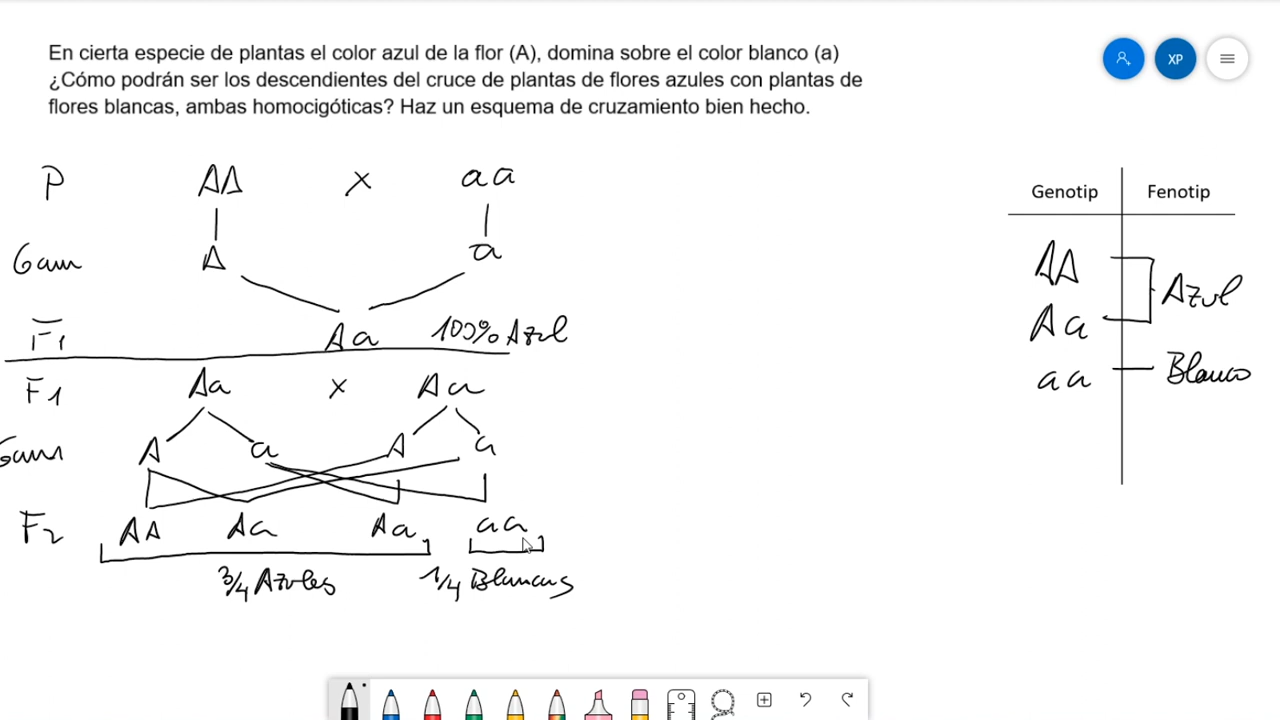 En cierta especie de plantas el color azul de la flor (A), domina sobre el color blanco (a)
¿Cómo podrán ser los descendientes del cruce de plantas de flores azules con plantas de
flores blancas, ambas homocigóticas? Haz un esquema de cruzamiento bien hecho.
XP
P AA x aa
Gam A a
F1 Aa 100% Azul
F1 Aa x Aa
Gam A a A a
F2 AA Aa Aa aa
3/4 Azules 1/4 Blancas
Genotip Fenotip
AA
Azul
Aa
aa Blanco